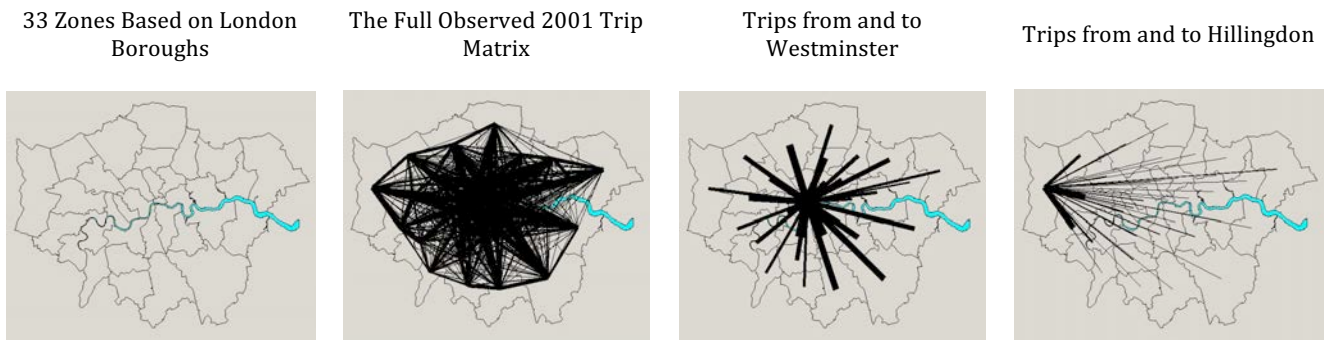 33 Zones Based on London
Boroughs
The Full Observed 2001 Trip
Matrix
Trips from and to
Westminster
Trips from and to Hillingdon